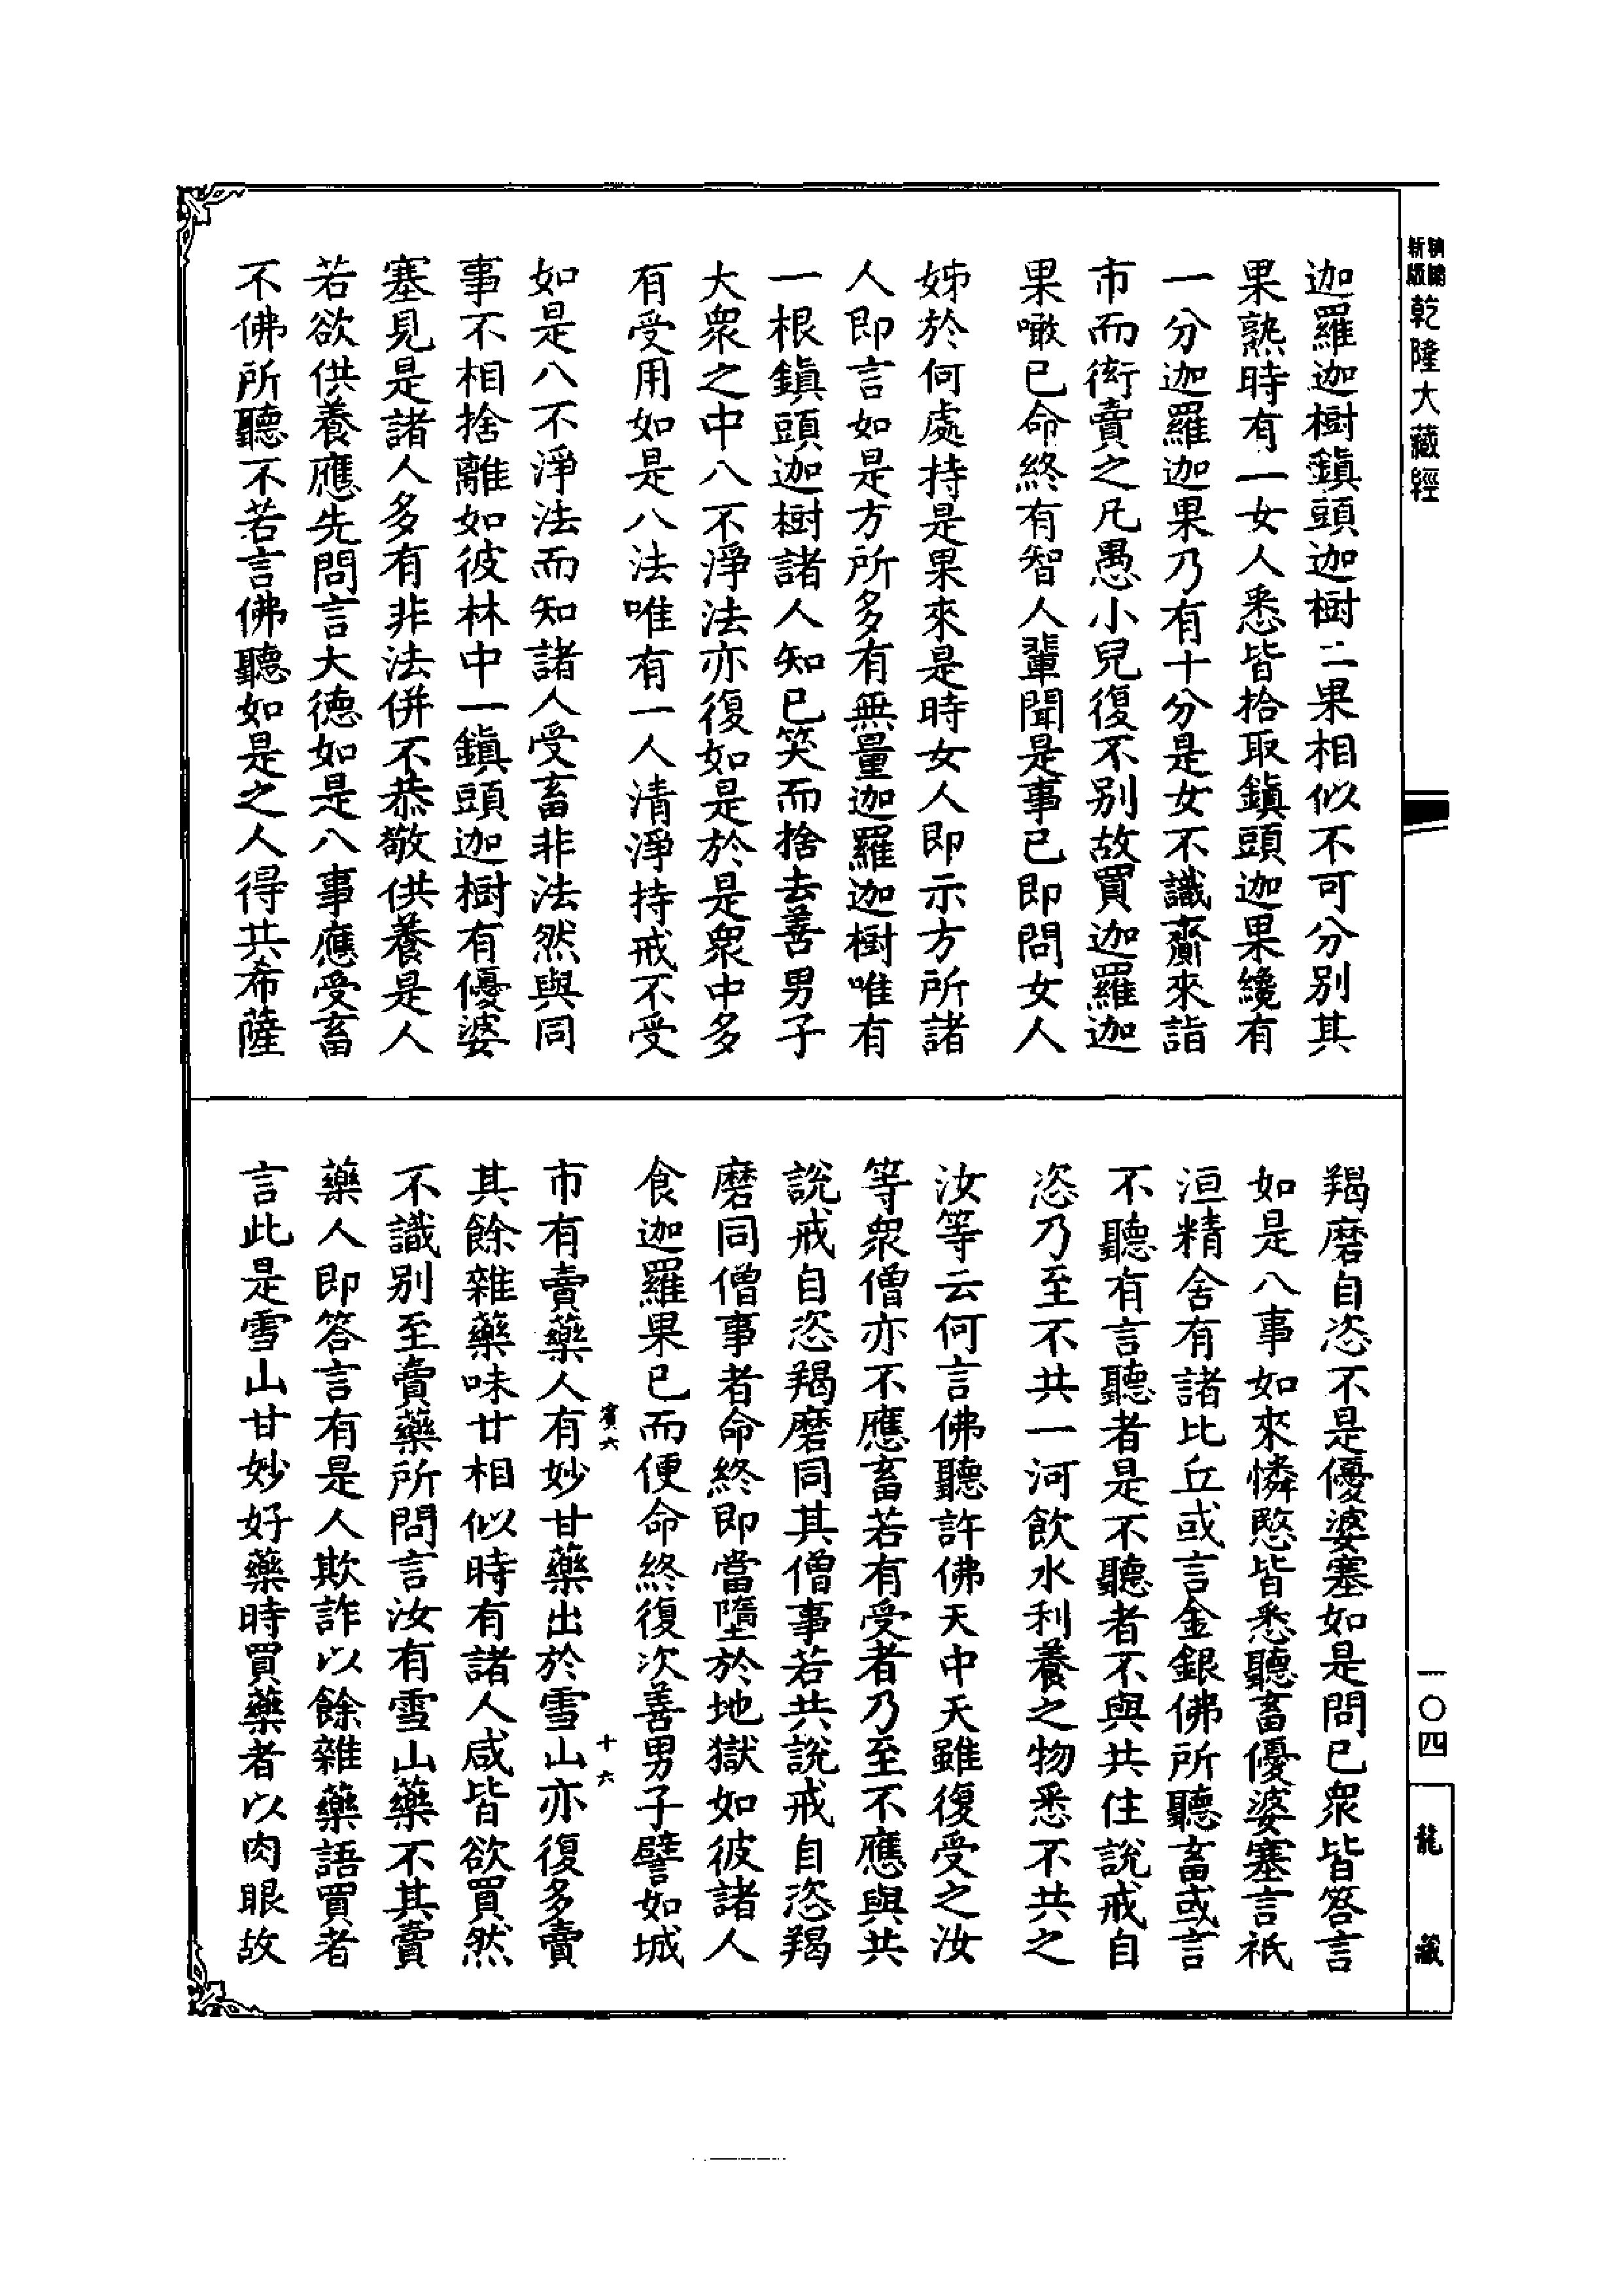 精編新版 乾隆大藏經
迦羅迦樹鎮頭迦樹二果相似不可分别其
果熟時有一女人悉皆拾取鎮頭迦果纔有
一分迦羅迦果乃有十分是女不識齎來詣
市而衒賣之凡愚小兒復不别故買迦羅迦
果噉已命終有智人輩聞是事已即問女人
姊於何處持是果來是時女人即示方所諸
人即言如是方所多有無量迦羅迦樹唯有
一根鎮頭迦樹諸人知已笑而捨去善男子
大衆之中八不淨法亦復如是於是衆中多
有受用如是八法唯有一人清淨持戒不受
如是八不淨法而知諸人受畜非法然與同
事不相捨離如彼林中一鎮頭迦樹有優婆
塞見是諸人多有非法併不恭敬供養是人
若欲供養應先問言大德如是八事應受畜
不佛所聽不若言佛聽如是之人得共布薩
羯磨自恣不是優婆塞如是問已衆皆答言
如是八事如來憐愍皆悉聽畜優婆塞言祇
洹精舍有諸比丘或言金銀佛所聽畜或言
不聽有言聽者是不聽者不與共住說戒自
恣乃至不共一河飲水利養之物悉不共之
汝等云何言佛聽許佛天中天雖復受之汝
等衆僧亦不應畜若有受者乃至不應與共
說戒自恣羯磨同其僧事若共說戒自恣羯
磨同僧事者命終即當墮於地獄如彼諸人
食迦羅果已而便命終復次善男子譬如城
賓六 十六
市有賣藥人有妙甘藥出於雪山亦復多賣
其餘雜藥味甘相似時有諸人咸皆欲買然
不識别至賣藥所問言汝有雪山藥不其賣
藥人即答言有是人欺詐以餘雜藥語買者
言此是雪山甘妙好藥時買藥者以肉眼故
一〇四
龍藏